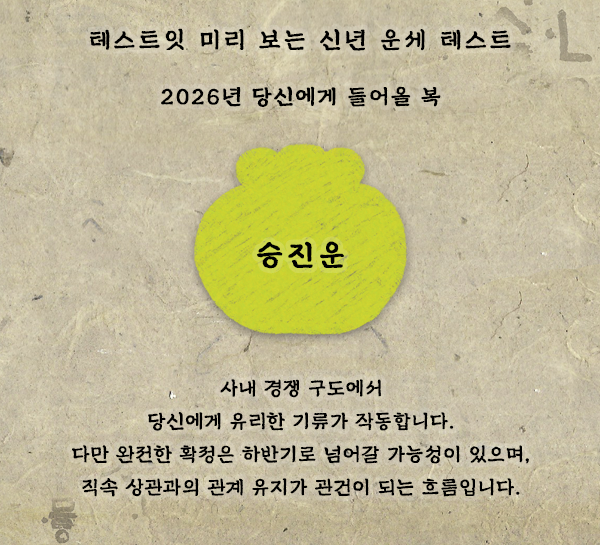 테스트잇 미리 보는 신년 운세 테스트
2026년 당신에게 들어올 복
승진운
사내 경쟁 구도에서
당신에게 유리한 기류가 작동합니다.
다만 완전한 확정은 하반기로 넘어갈 가능성이 있으며,
직속 상관과의 관계 유지가 관건이 되는 흐름입니다.